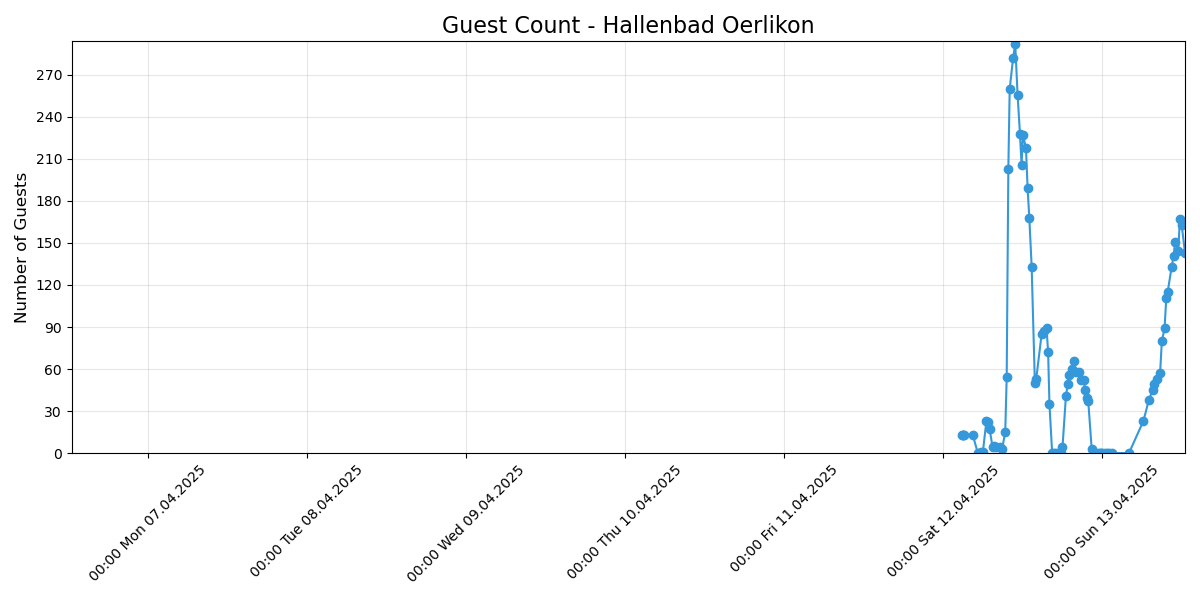 Guest Count - Hallenbad Oerlikon
Number of Guests
270
240
210
180
150
120
90
60
30
0
00:00 Mon 07.04.2025
00:00 Tue 08.04.2025
00:00 Wed 09.04.2025
00:00 Thu 10.04.2025
00:00 Fri 11.04.2025
00:00 Sat 12.04.2025
00:00 Sun 13.04.2025